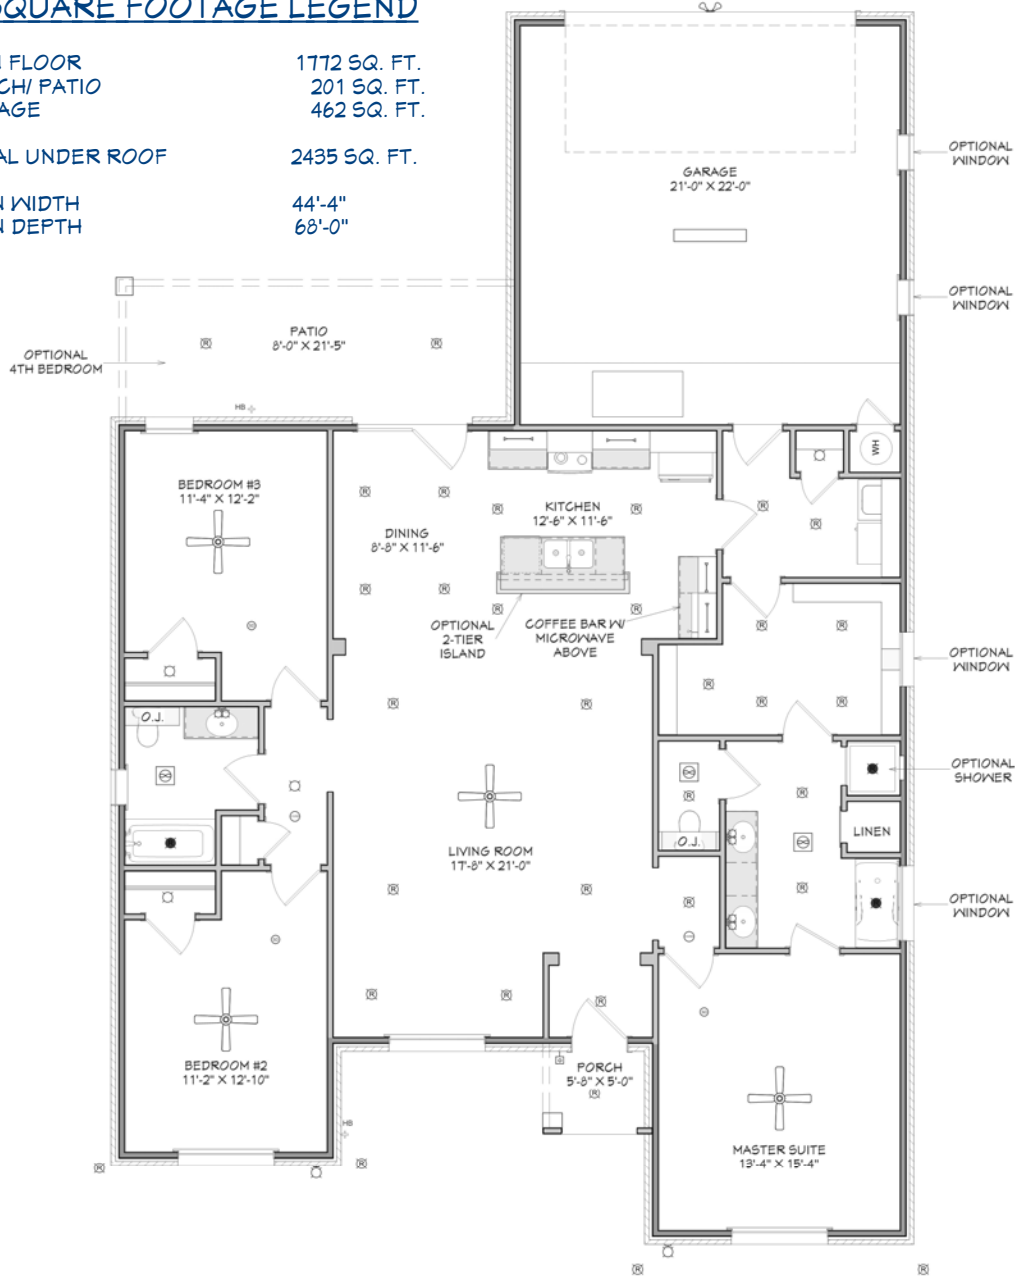 SQUARE FOOTAGE LEGEND
FLOOR 1772 SQ. FT.
CH/ PATIO 201 SQ. FT.
AGE 462 SQ. FT.
AL UNDER ROOF 2435 SQ. FT.
N WIDTH 44'-4"
N DEPTH 68'-0"
OPTIONAL
WINDOW
GARAGE
21'-0" X 22'-0"
OPTIONAL
WINDOW
PATIO
8'-0" X 21'-5"
OPTIONAL
4TH BEDROOM
HB
WH
BEDROOM #3
11'-4" X 12'-2"
KITCHEN
12'-6" X 11'-6"
DINING
8'-8" X 11'-6"
OPTIONAL
2-TIER
ISLAND
COFFEE BAR W/
MICROWAVE
ABOVE
OPTIONAL
WINDOW
O.J.
OPTIONAL
SHOWER
LINEN
O.J.
LIVING ROOM
17'-8" X 21'-0"
OPTIONAL
WINDOW
BEDROOM #2
11'-2" X 12'-10"
PORCH
5'-8" X 5'-0"
HB
MASTER SUITE
13'-4" X 15'-4"